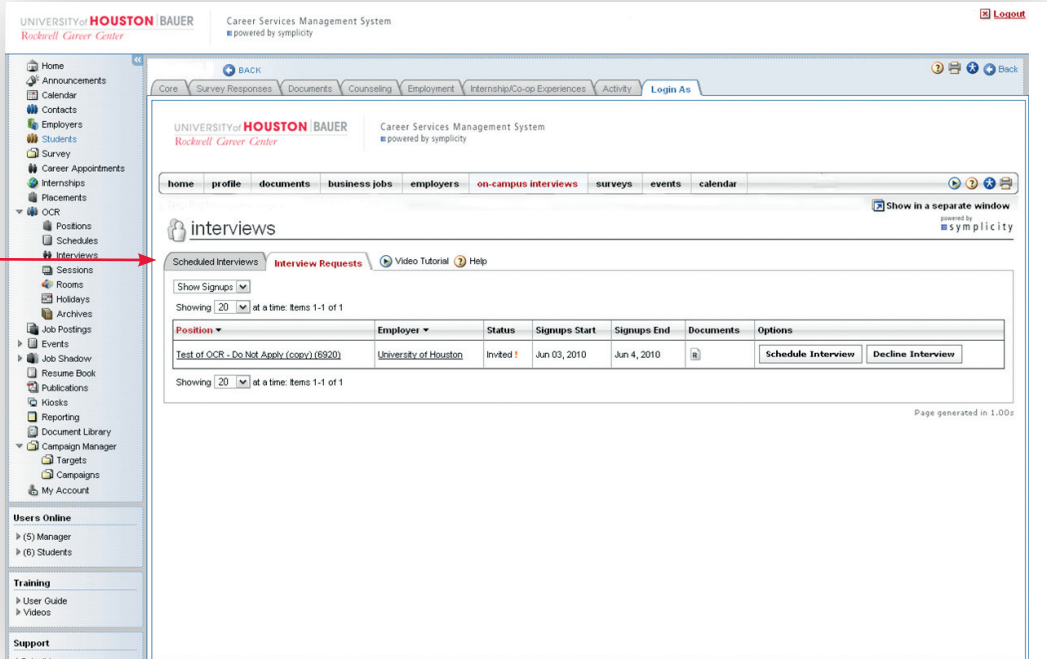 UNIVERSITYof HOUSTON BAUER
Rockwell Career Center
Career Services Management System
powered by symplicity
Logout
Home
Announcements
Calendar
Contacts
Employers
Students
Survey
Career Appointments
Internships
Placements
OCR
Positions
Schedules
Interviews
Sessions
Rooms
Holidays
Archives
Job Postings
Events
Job Shadow
Resume Book
Publications
Kiosks
Reporting
Document Library
Campaign Manager
Targets
Campaigns
My Account
Users Online
(5) Manager
(6) Students
Training
User Guide
Videos
Support
BACK
Back
Core Survey Responses Documents Counseling Employment Internship/Co-op Experiences Activity Login As
UNIVERSITYof HOUSTON BAUER
Rockwell Career Center
Career Services Management System
powered by symplicity
home profile documents business jobs employers on-campus interviews surveys events calendar
Show in a separate window
powered by
symplicity
interviews
Scheduled Interviews Interview Requests Video Tutorial Help
Show Signups
Showing 20 at a time: Items 1-1 of 1
Position Employer Status Signups Start Signups End Documents Options
Test of OCR - Do Not Apply (copy) (6920) University of Houston Invited ! Jun 03, 2010 Jun 4, 2010 R Schedule Interview Decline Interview
Showing 20 at a time: Items 1-1 of 1
Page generated in 1.00s